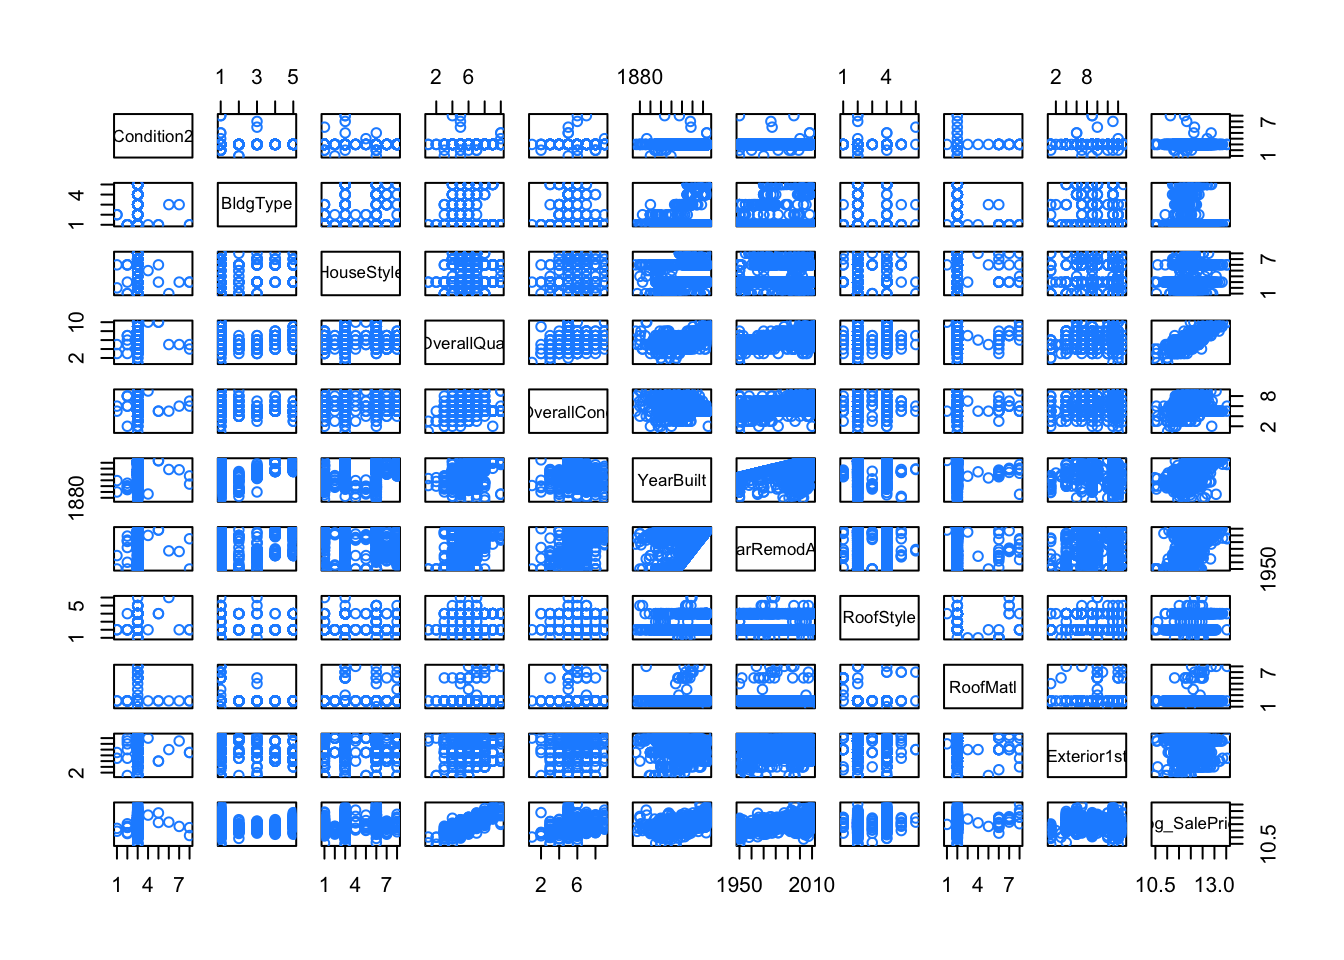 1 3 5 2 6 1880 1 4 2 8
Condition2 7 1
4 1 BldgType
HouseStyle 7 1
10 2 OverallQua
OverallCond 8 2
1880 YearBuilt
arRemodA 1950
5 1 RoofStyle
RoofMatl 7 1
2 Exterior1st
og_SalePric 10.5
1 4 7 1 4 7 2 6 1950 2010 1 4 7 10.5 13.0